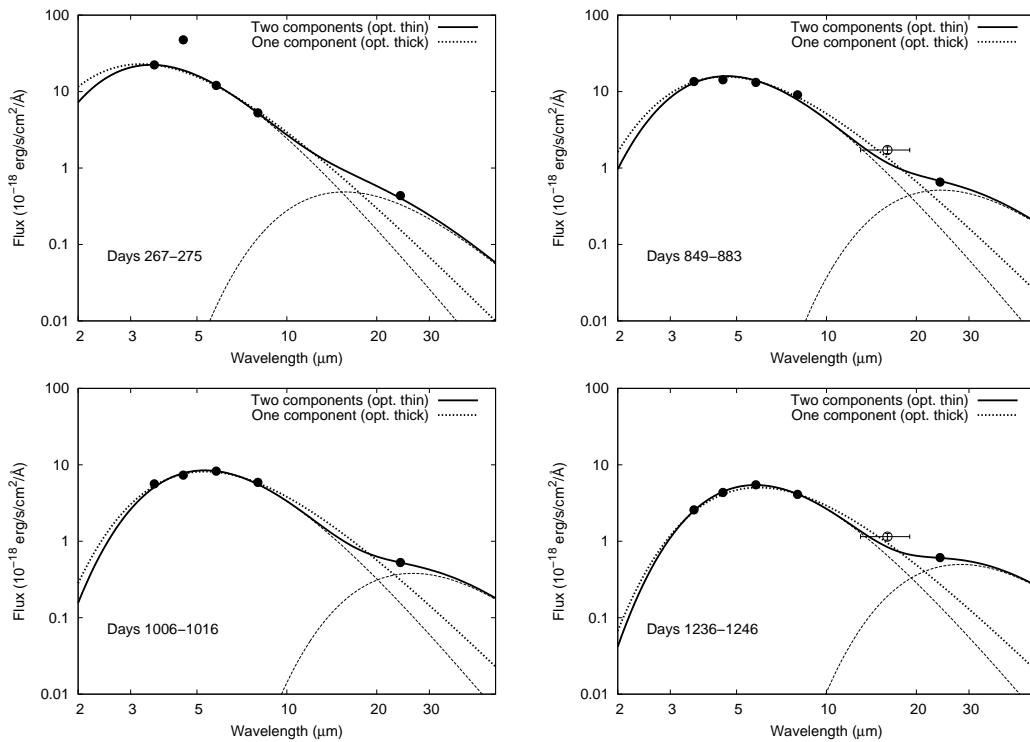 100
10
1
0.1
0.01
Flux (10⁻¹⁸ erg/s/cm²/Å)
Two components (opt. thin)
One component (opt. thick)
Days 267−275
2
3
5
10
20
30
Wavelength (μm)
100
10
1
0.1
0.01
Flux (10⁻¹⁸ erg/s/cm²/Å)
Two components (opt. thin)
One component (opt. thick)
Days 849−883
2
3
5
10
20
30
Wavelength (μm)
100
10
1
0.1
0.01
Flux (10⁻¹⁸ erg/s/cm²/Å)
Two components (opt. thin)
One component (opt. thick)
Days 1006−1016
2
3
5
10
20
30
Wavelength (μm)
100
10
1
0.1
0.01
Flux (10⁻¹⁸ erg/s/cm²/Å)
Two components (opt. thin)
One component (opt. thick)
Days 1236−1246
2
3
5
10
20
30
Wavelength (μm)